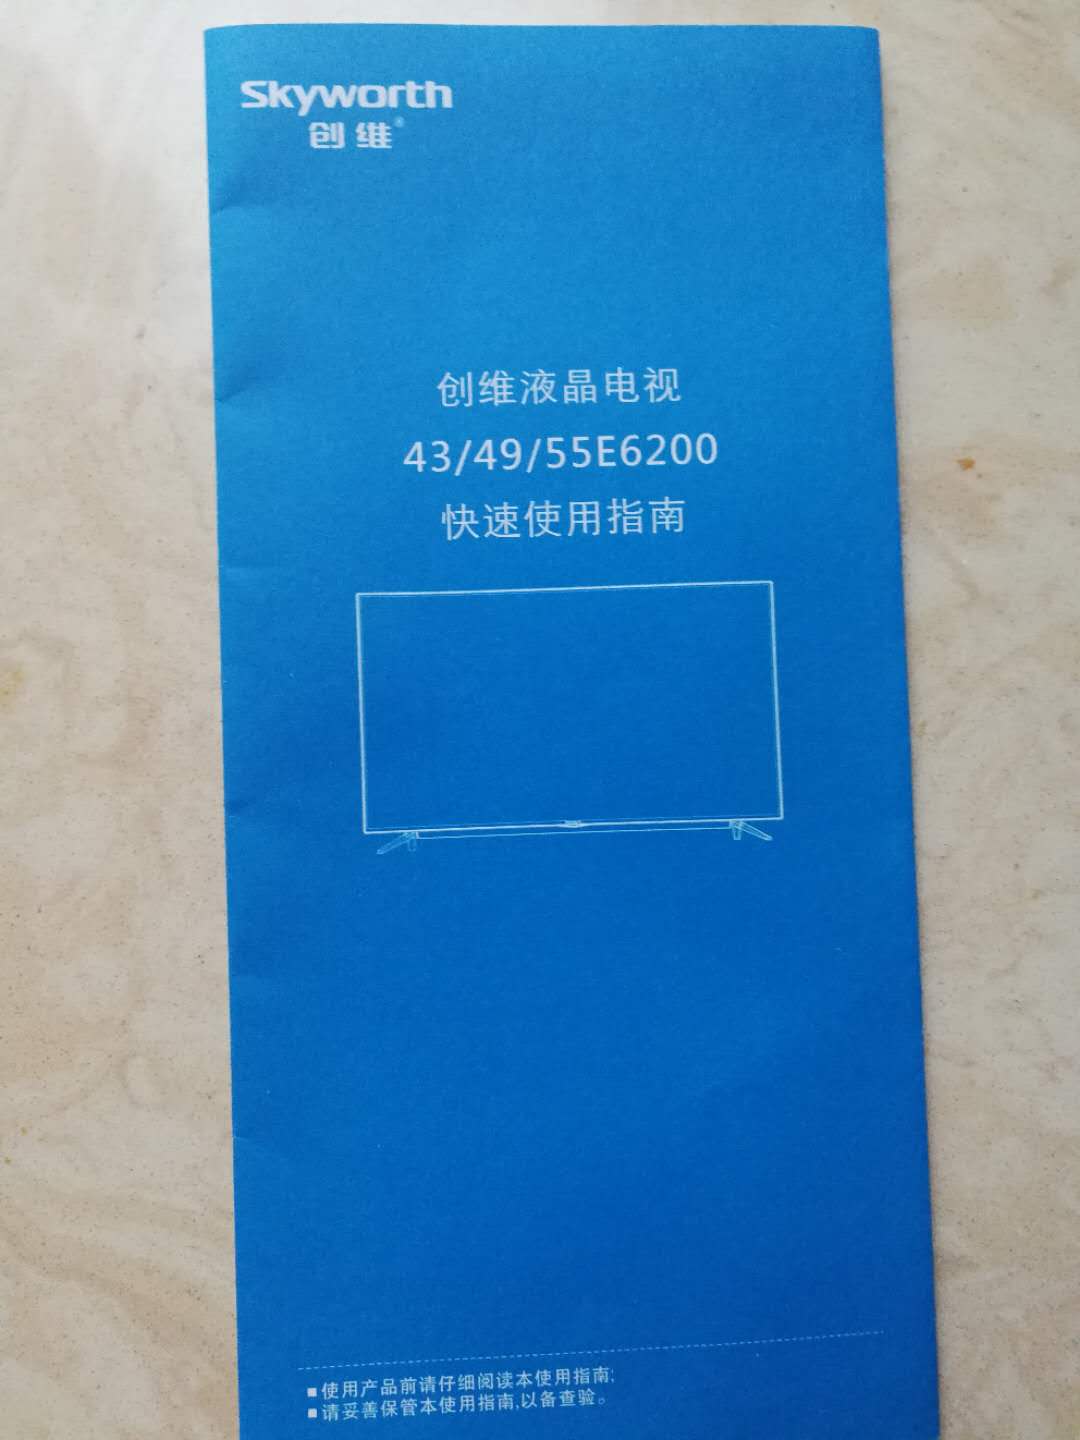 Skyworth
创维®
创维液晶电视
43/49/55E6200
快速使用指南
■使用产品前请仔细阅读本使用指南;
■请妥善保管本使用指南,以备查验。